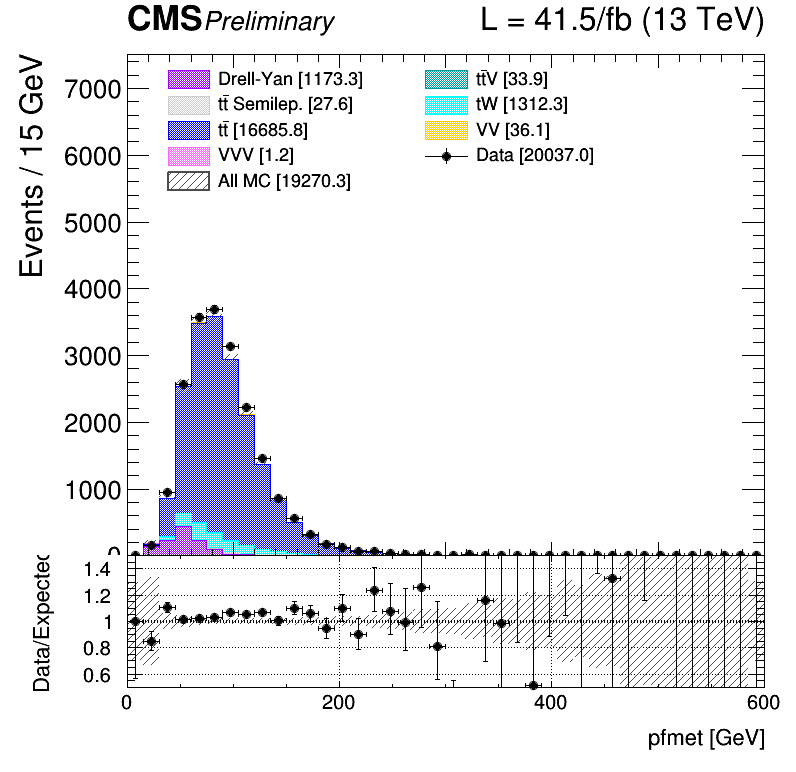 CMS Preliminary L = 41.5/fb (13 TeV)
Events / 15 GeV
7000
6000
5000
4000
3000
2000
1000
0
Drell-Yan [1173.3]
tt̄ Semilep. [27.6]
tt̄ [16685.8]
VVV [1.2]
All MC [19270.3]
tt̄V [33.9]
tW [1312.3]
VV [36.1]
Data [20037.0]
Data/Expected
1.4
1.2
1
0.8
0.6
0 200 400 600
pfmet [GeV]